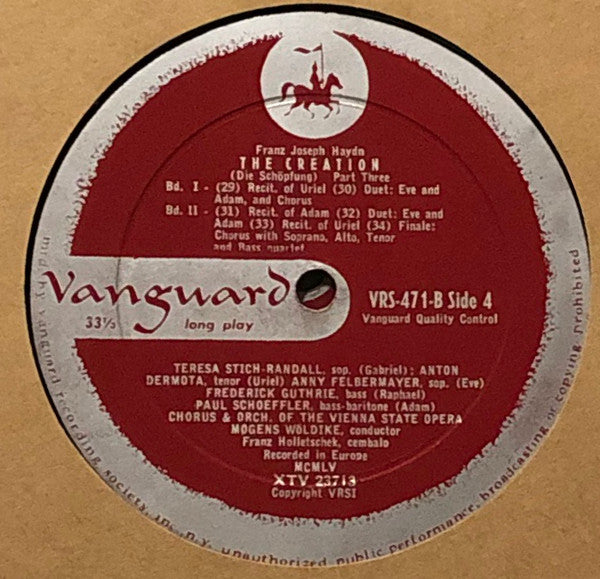 Franz Joseph Haydn
THE CREATION
(Die Schöpfung) Part Three
Bd. I - (29) Recit. of Uriel (30) Duet: Eve and
Adam, and Chorus
Bd. II - (31) Recit. of Adam (32) Duet: Eve and
Adam (33) Recit. of Uriel (34) Finale:
Chorus with Soprano, Alto, Tenor
and Bass quartet
Vanguard
33⅓ long play
VRS-471-B Side 4
Vanguard Quality Control
TERESA STICH-RANDALL, sop. (Gabriel); ANTON
DERMOTA, tenor (Uriel) ANNY FELBERMAYER, sop. (Eve)
FREDERICK GUTHRIE, bass (Raphael)
PAUL SCHOEFFLER, bass-baritone (Adam)
CHORUS & ORCH. OF THE VIENNA STATE OPERA
MOGENS WÖLDIKE, conductor
Franz Holletschek, cembalo
Recorded in Europe
MCMLV
XTV 23713
Copyright VRSI
mfd. by vanguard recording society, inc., n.y. unauthorized public performance, broadcasting or copying prohibited